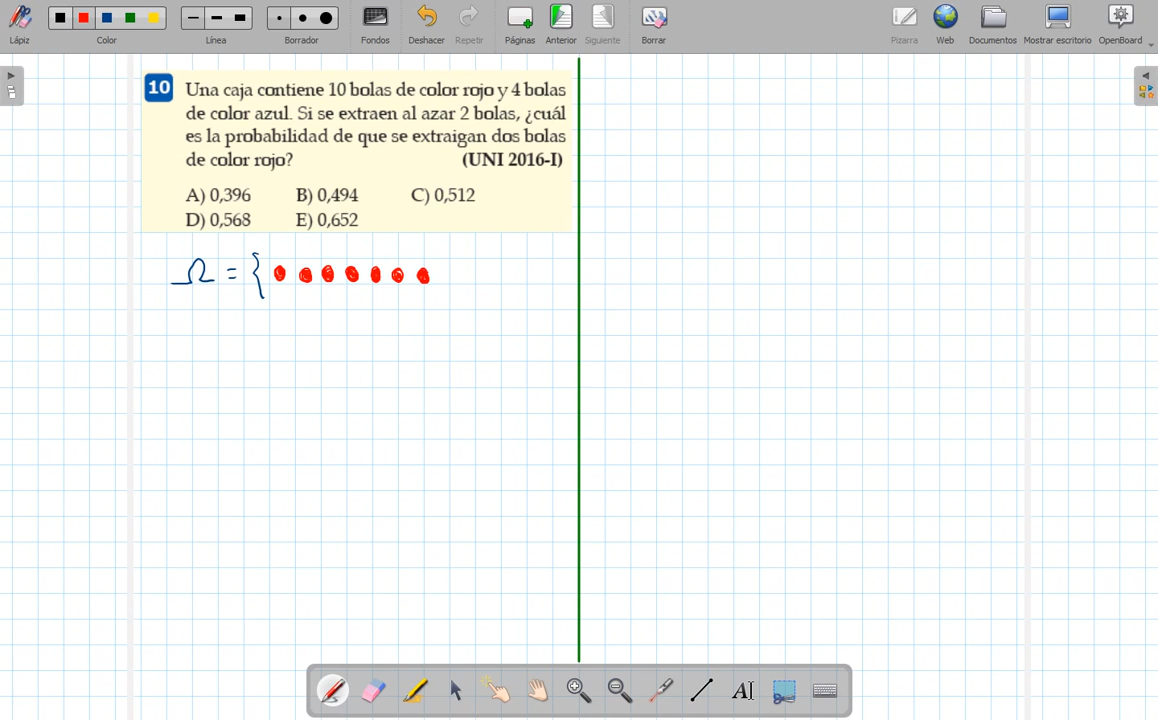 Lápiz
Color
Línea
Borrador
Fondos
Deshacer
Repetir
Páginas
Anterior
Siguiente
Borrar
Pizarra
Web
Documentos
Mostrar escritorio
OpenBoard
10 Una caja contiene 10 bolas de color rojo y 4 bolas
de color azul. Si se extraen al azar 2 bolas, ¿cuál
es la probabilidad de que se extraigan dos bolas
de color rojo? (UNI 2016-I)
A) 0,396 B) 0,494 C) 0,512
D) 0,568 E) 0,652
Ω = {